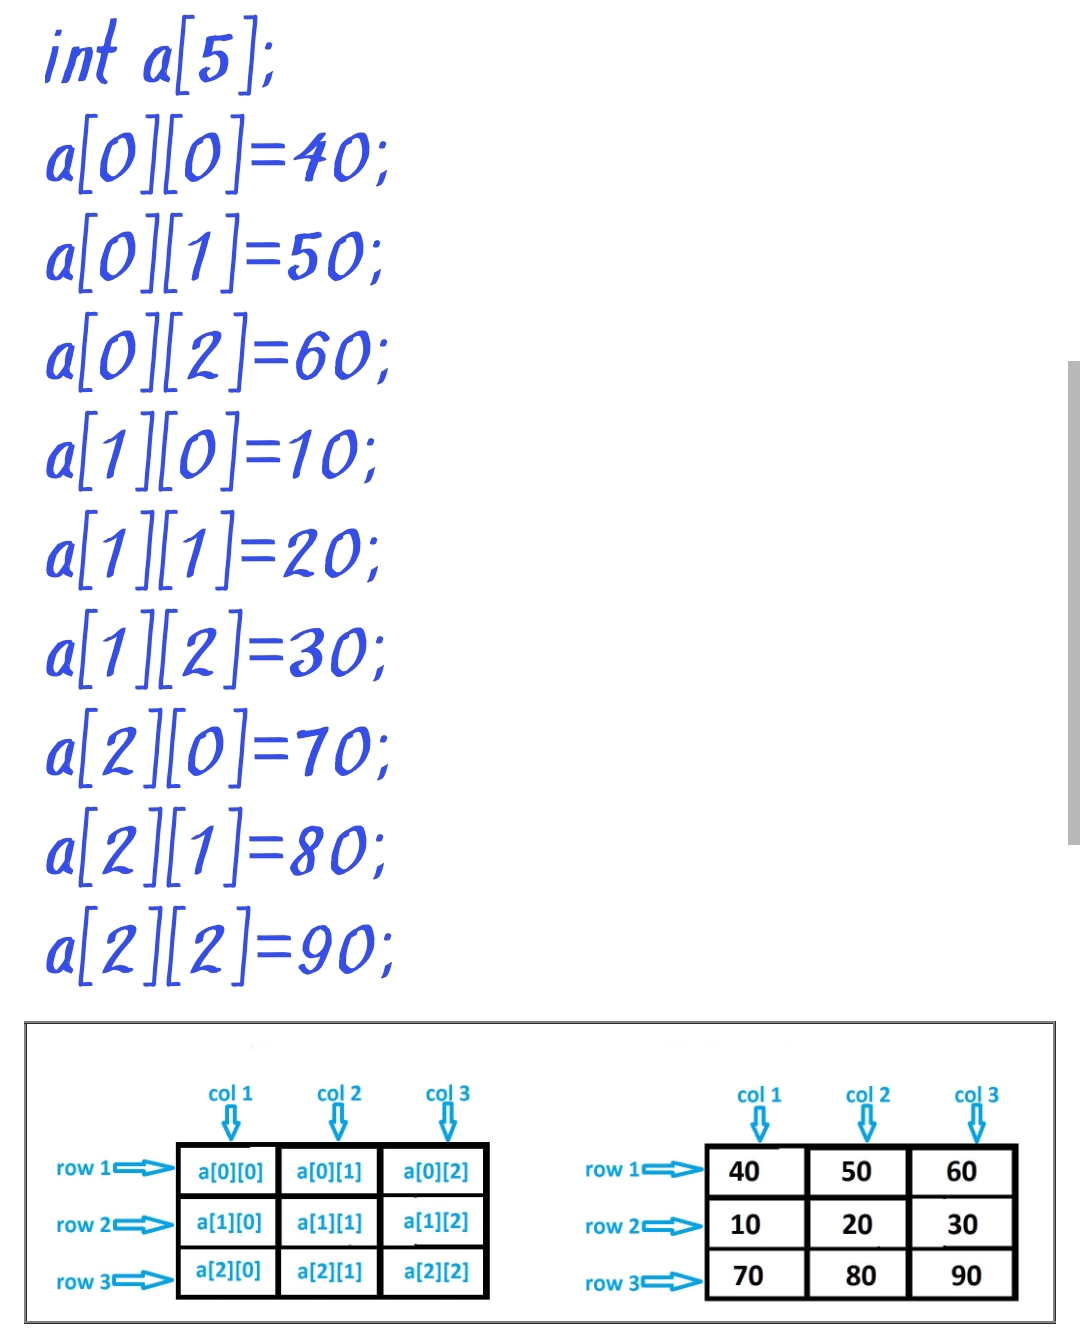 int a[5];
a[0][0]=40;
a[0][1]=50;
a[0][2]=60;
a[1][0]=10;
a[1][1]=20;
a[1][2]=30;
a[2][0]=70;
a[2][1]=80;
a[2][2]=90;
col 1 col 2 col 3
row 1 a[0][0] a[0][1] a[0][2]
row 2 a[1][0] a[1][1] a[1][2]
row 3 a[2][0] a[2][1] a[2][2]
col 1 col 2 col 3
row 1 40 50 60
row 2 10 20 30
row 3 70 80 90